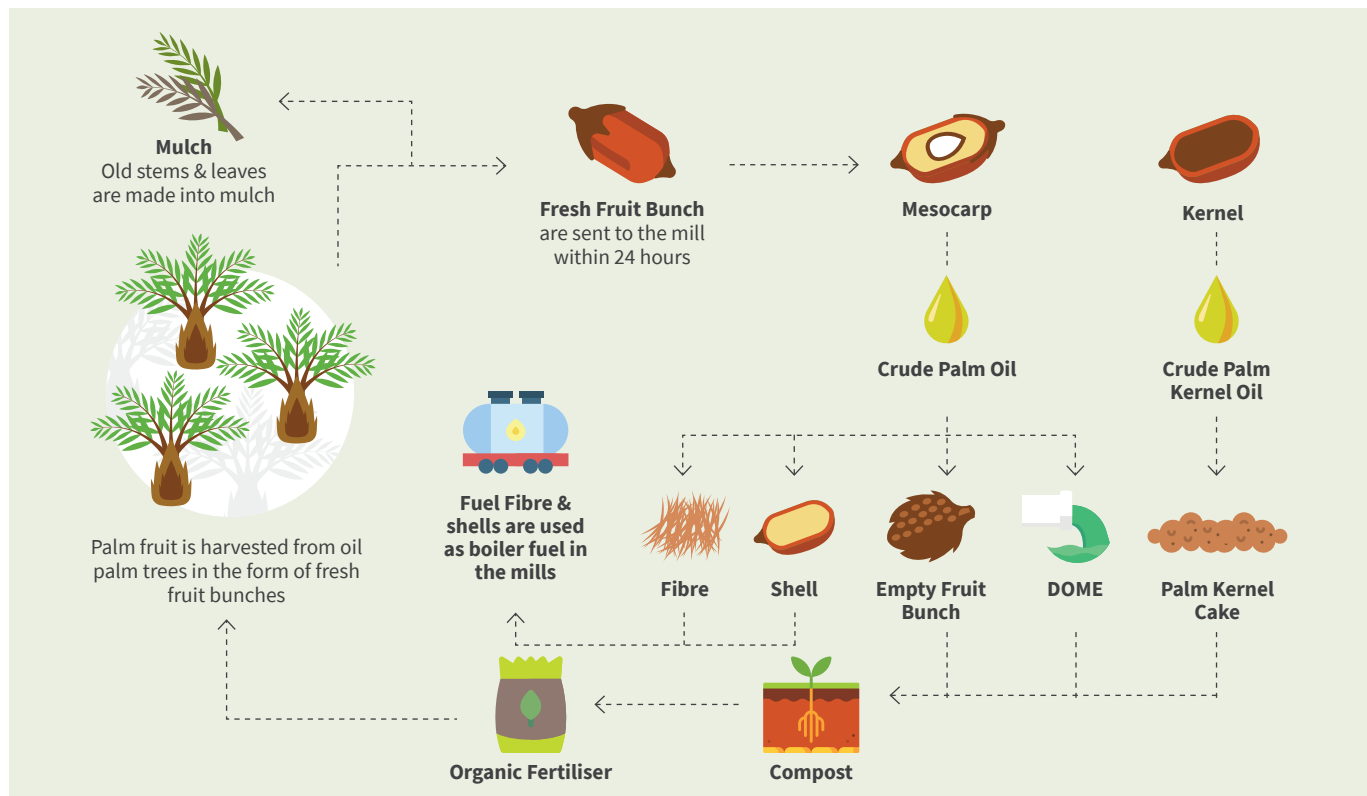 Mulch
Old stems & leaves
are made into mulch
Fresh Fruit Bunch
are sent to the mill
within 24 hours
Mesocarp
Kernel
Crude Palm Oil
Crude Palm
Kernel Oil
Palm fruit is harvested from oil
palm trees in the form of fresh
fruit bunches
Fuel Fibre &
shells are used
as boiler fuel in
the mills
Fibre
Shell
Empty Fruit
Bunch
DOME
Palm Kernel
Cake
Organic Fertiliser
Compost